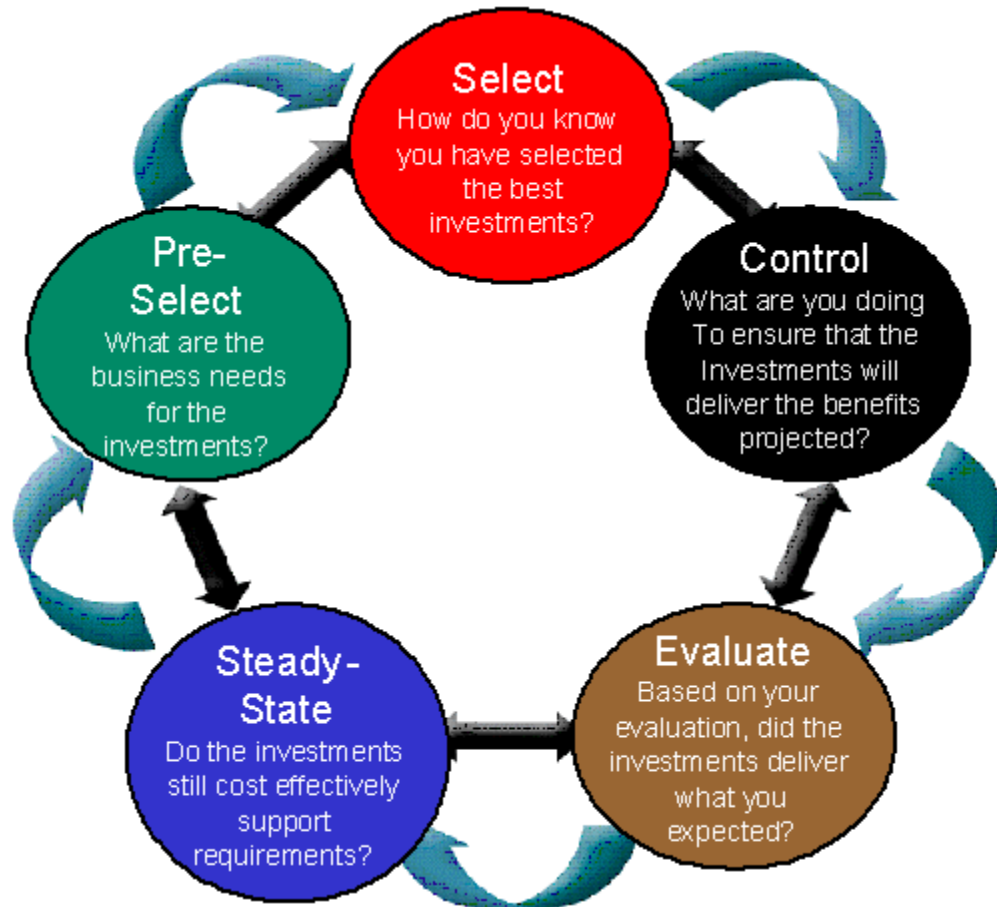 Select
How do you know
you have selected
the best
investments?
Pre-
Select
What are the
business needs
for the
investments?
Control
What are you doing
To ensure that the
Investments will
deliver the benefits
projected?
Steady-
State
Do the investments
still cost effectively
support
requirements?
Evaluate
Based on your
evaluation, did the
investments deliver
what you
expected?